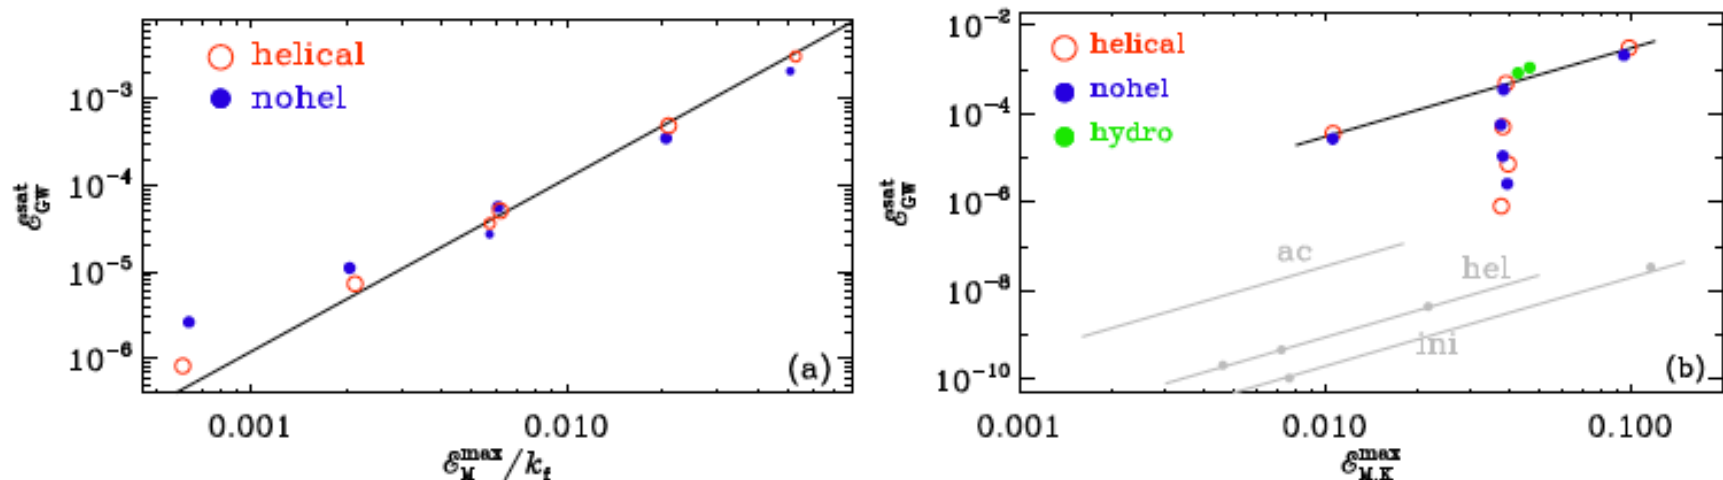 helical
nohel
10⁻³
10⁻⁴
10⁻⁵
10⁻⁶
ℰ_GW^sat
(a)
0.001
0.010
ℰ_M^max/k_f
10⁻²
10⁻⁴
10⁻⁶
10⁻⁸
10⁻¹⁰
ℰ_GW^sat
helical
nohel
hydro
ac
hel
ini
(b)
0.001
0.010
0.100
ℰ_M,K^max